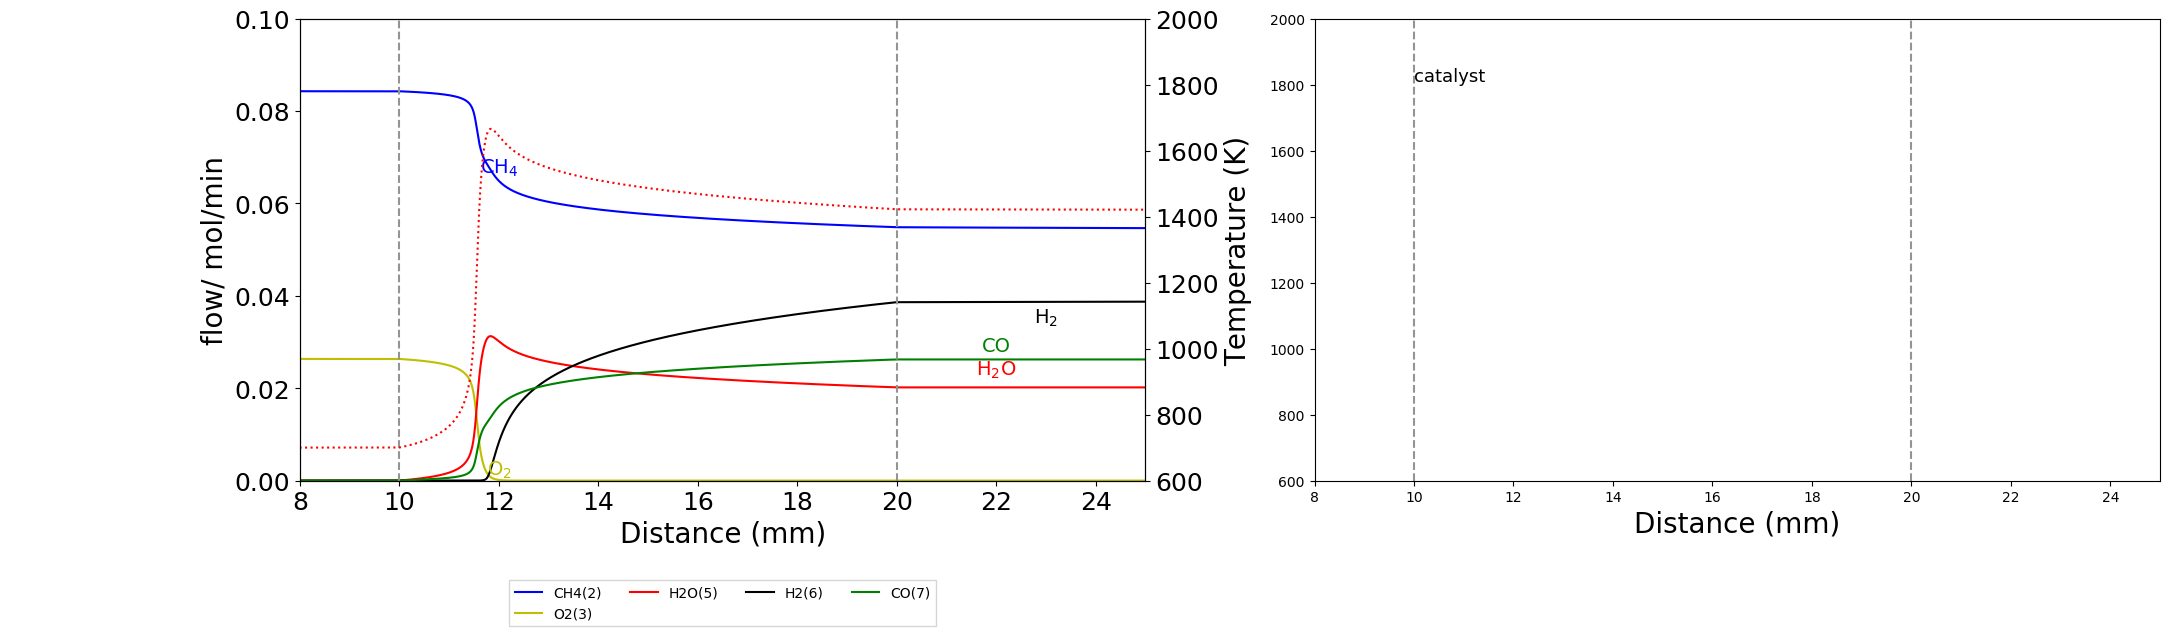 0.10
0.08
0.06
0.04
0.02
0.00
flow/ mol/min
8 10 12 14 16 18 20 22 24
Distance (mm)
2000
1800
1600
1400
1200
1000
800
600
Temperature (K)
CH₄
H₂
CO
H₂O
O₂
CH4(2) H2O(5) H2(6) CO(7)
O2(3)
2000
1800
1600
1400
1200
1000
800
600
catalyst
8 10 12 14 16 18 20 22 24
Distance (mm)